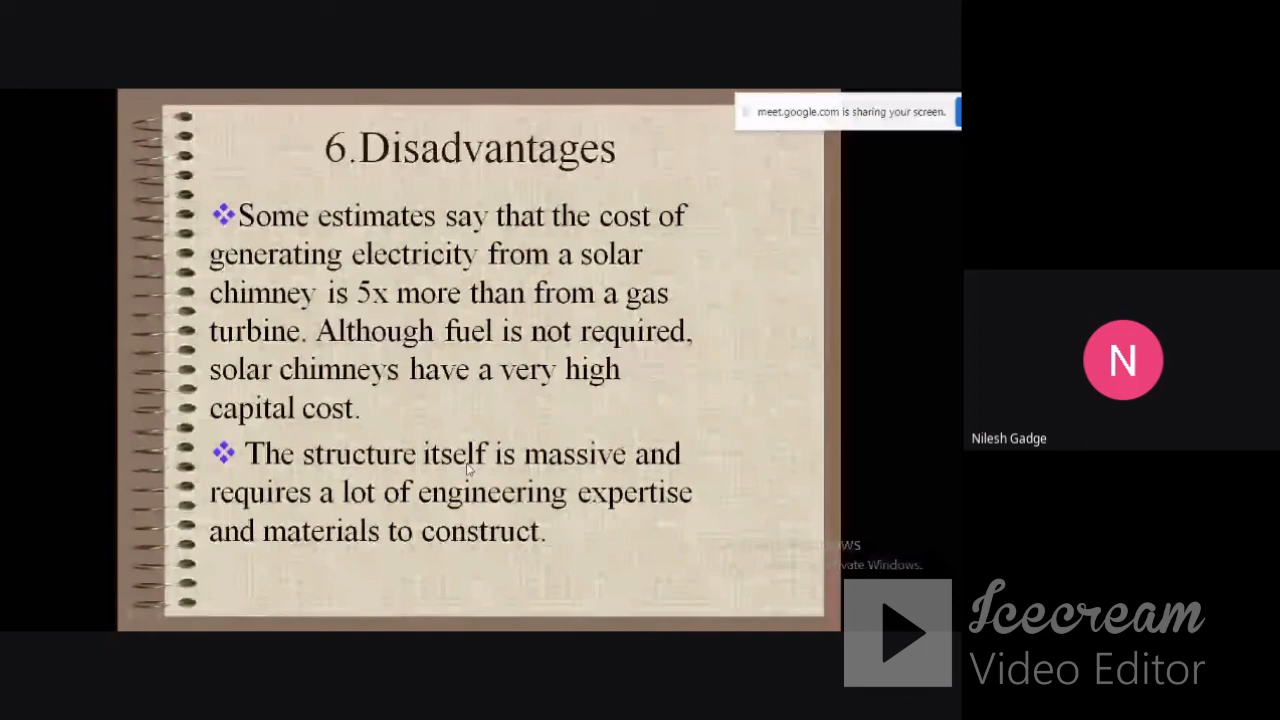 meet.google.com is sharing your screen.
6.Disadvantages
Some estimates say that the cost of
generating electricity from a solar
chimney is 5x more than from a gas
turbine. Although fuel is not required,
solar chimneys have a very high
capital cost.
The structure itself is massive and
requires a lot of engineering expertise
and materials to construct.
N
Nilesh Gadge
Windows.
Icecream
Video Editor